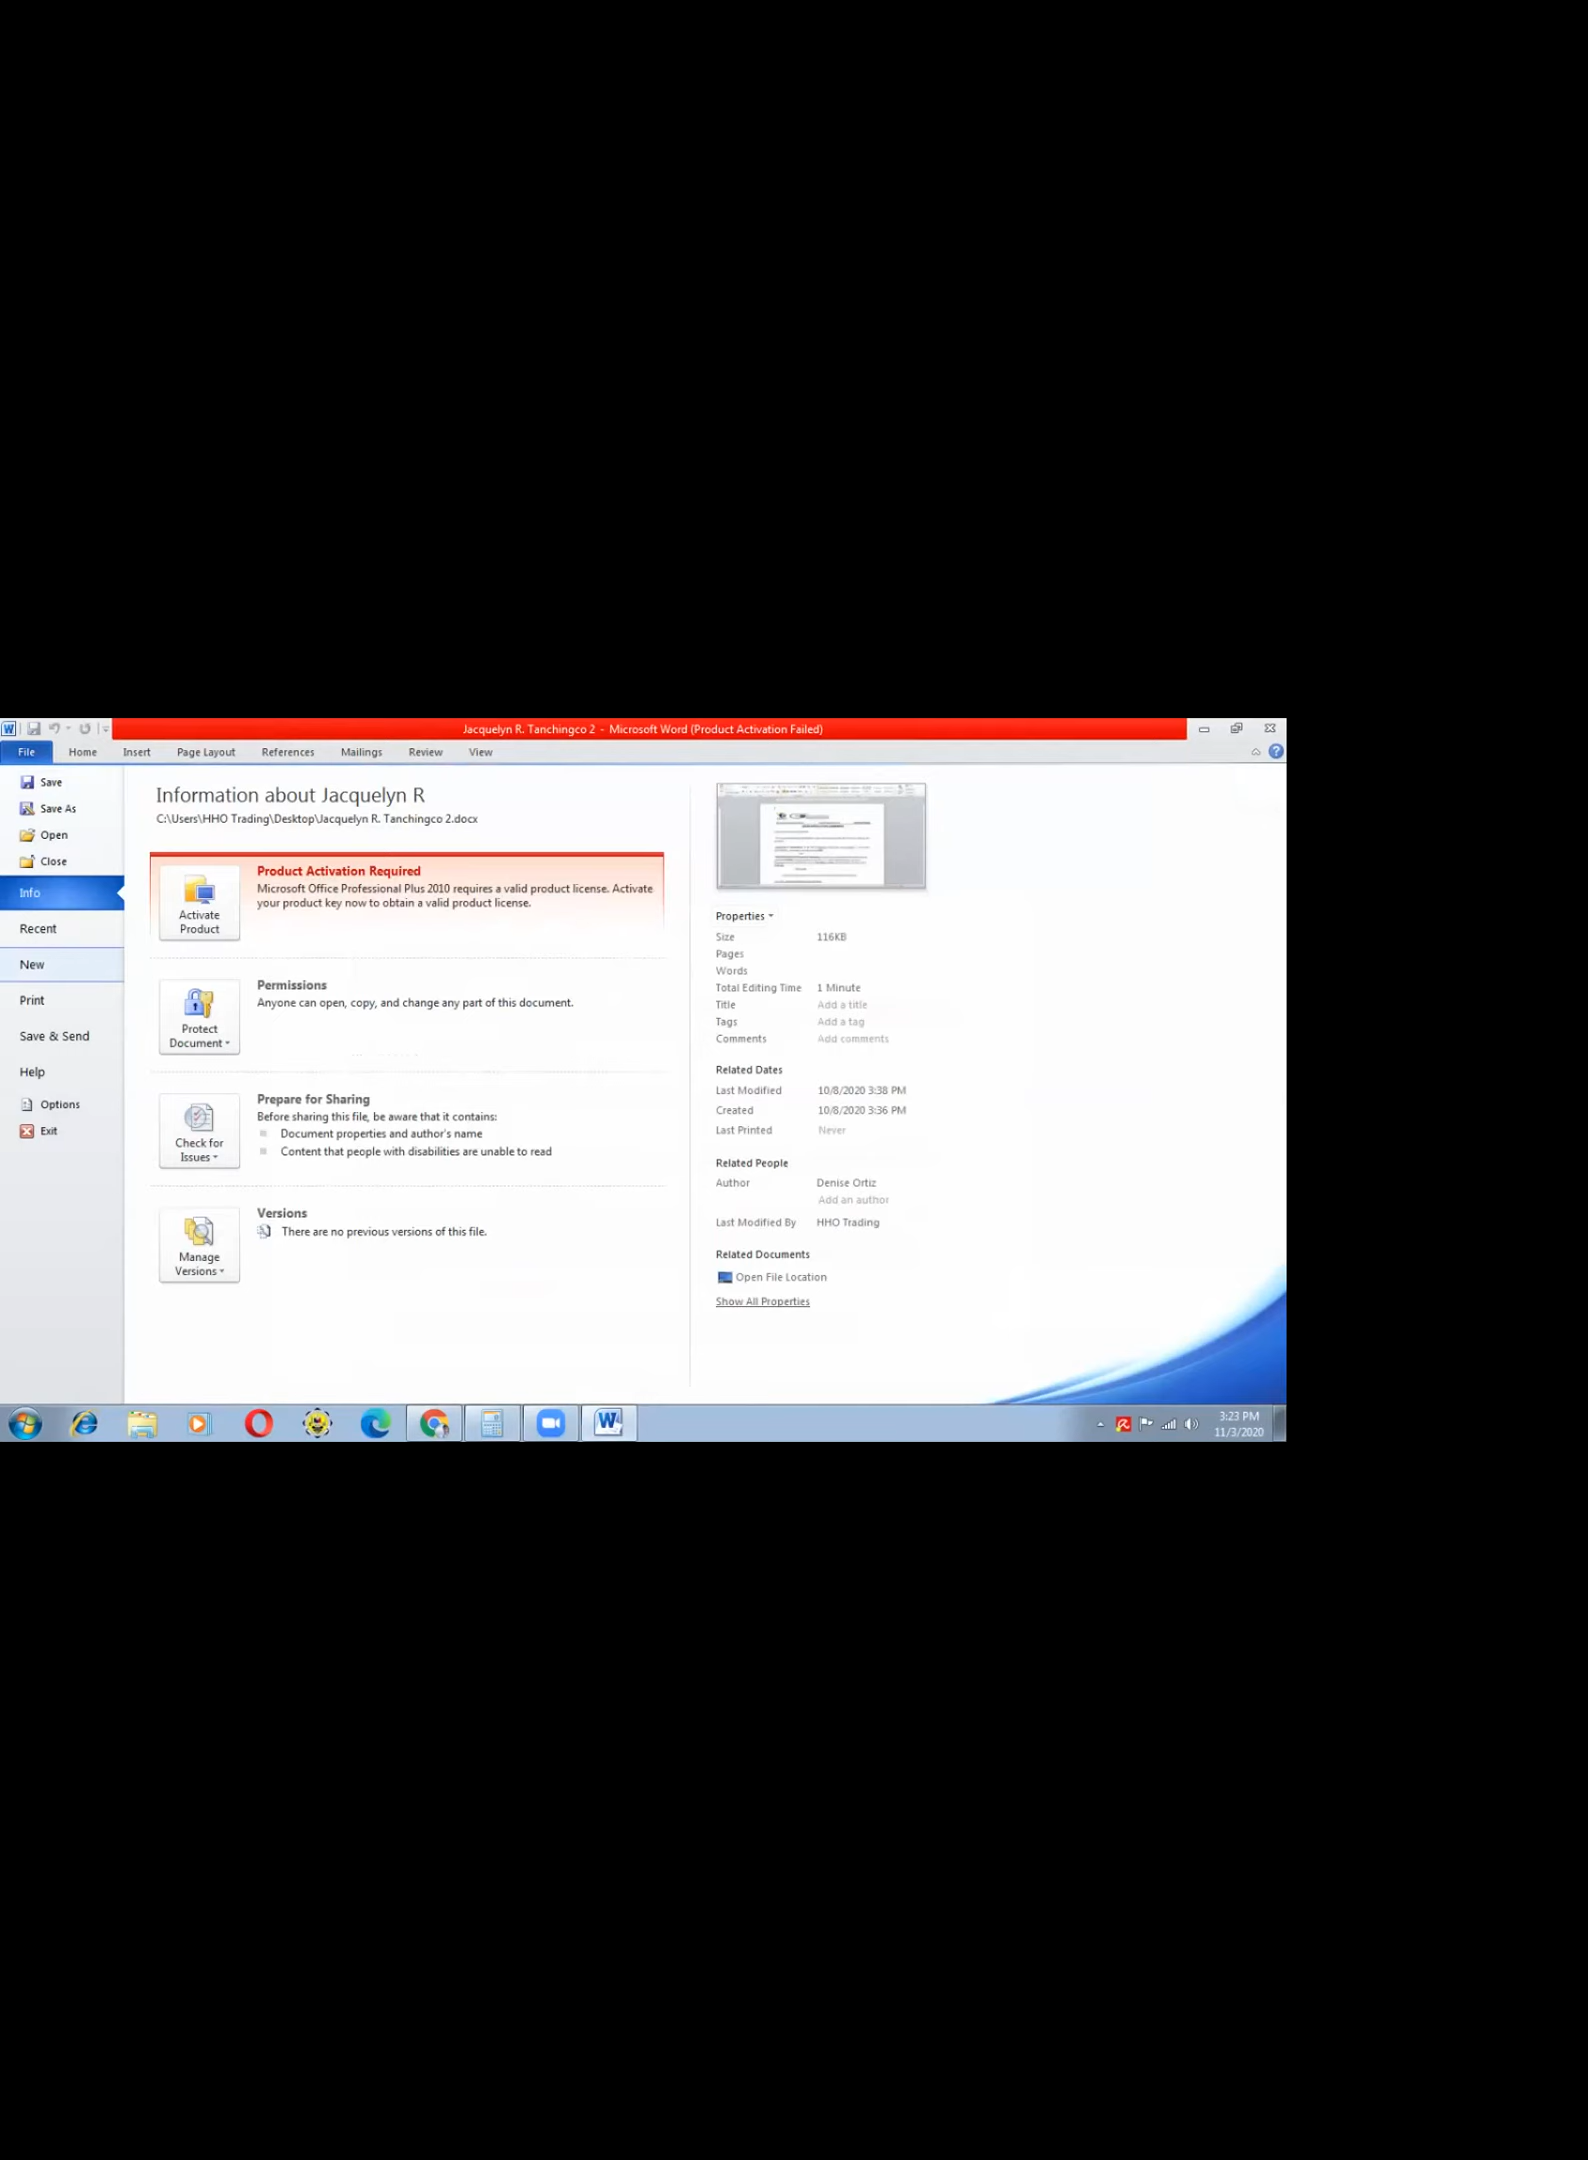 Jacquelyn R. Tanchingco 2 - Microsoft Word (Product Activation Failed)
File Home Insert Page Layout References Mailings Review View
Save
Save As
Open
Close
Info
Recent
New
Print
Save & Send
Help
Options
Exit
Information about Jacquelyn R
C:\Users\HHO Trading\Desktop\Jacquelyn R. Tanchingco 2.docx
Activate
Product
Product Activation Required
Microsoft Office Professional Plus 2010 requires a valid product license. Activate
your product key now to obtain a valid product license.
Protect
Document
Permissions
Anyone can open, copy, and change any part of this document.
Check for
Issues
Prepare for Sharing
Before sharing this file, be aware that it contains:
Document properties and author's name
Content that people with disabilities are unable to read
Manage
Versions
Versions
There are no previous versions of this file.
Properties
Size 116KB
Pages
Words
Total Editing Time 1 Minute
Title Add a title
Tags Add a tag
Comments Add comments
Related Dates
Last Modified 10/8/2020 3:38 PM
Created 10/8/2020 3:36 PM
Last Printed Never
Related People
Author Denise Ortiz
Add an author
Last Modified By HHO Trading
Related Documents
Open File Location
Show All Properties
3:23 PM
11/3/2020